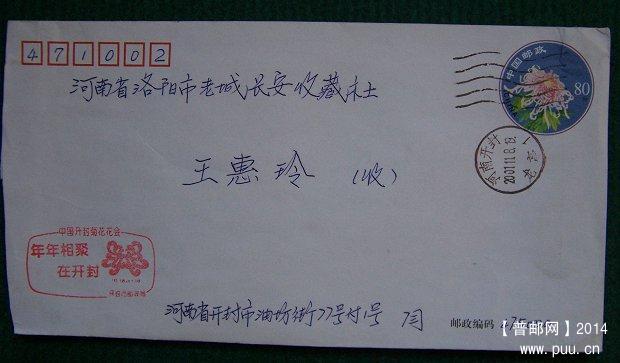 471002
中国邮政
80
河南省洛阳市老城长安收藏社
河南开封
2001.11.8.19
王惠玲 (收)
中国开封菊花花会
年年相聚
在开封
河南省开封市油坊街77号付1号 闫
邮政编码
【普邮网】2014
www.puu.cn